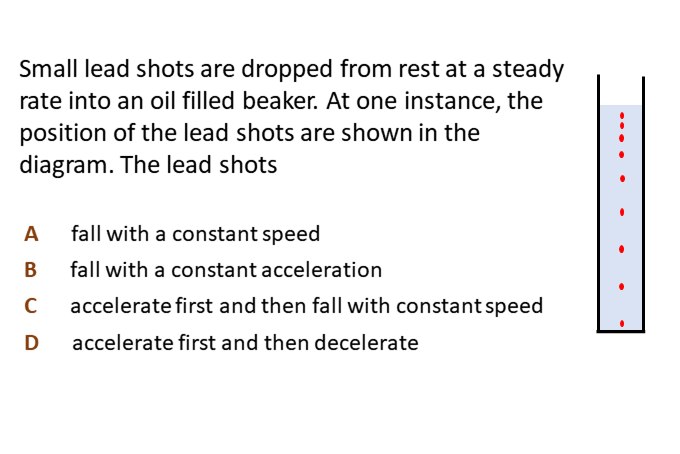 Small lead shots are dropped from rest at a steady
rate into an oil filled beaker. At one instance, the
position of the lead shots are shown in the
diagram. The lead shots
A fall with a constant speed
B fall with a constant acceleration
C accelerate first and then fall with constant speed
D accelerate first and then decelerate